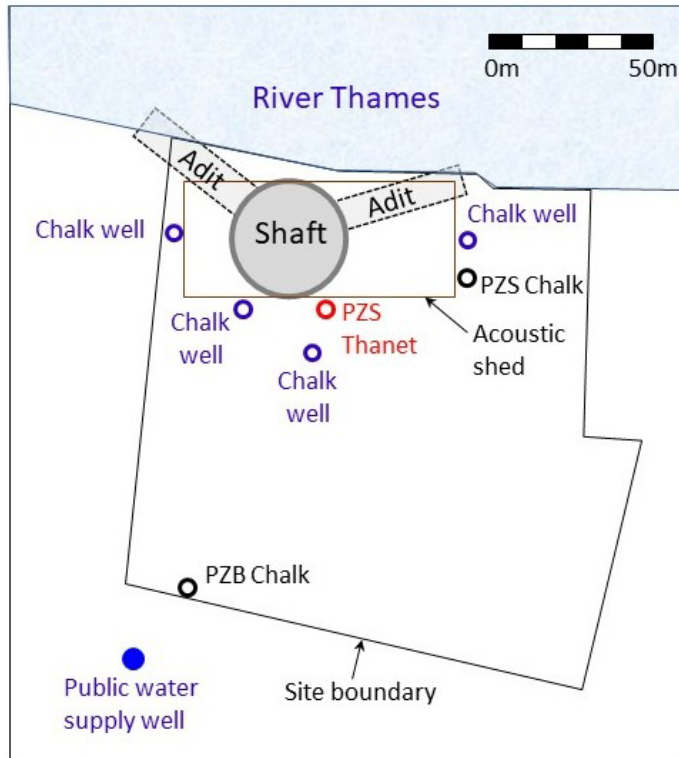 0m 50m
River Thames
Adit
Adit
Shaft
Chalk well
Chalk well
PZS Chalk
Chalk
well
PZS
Thanet
Acoustic
shed
Chalk
well
PZB Chalk
Public water
supply well
Site boundary